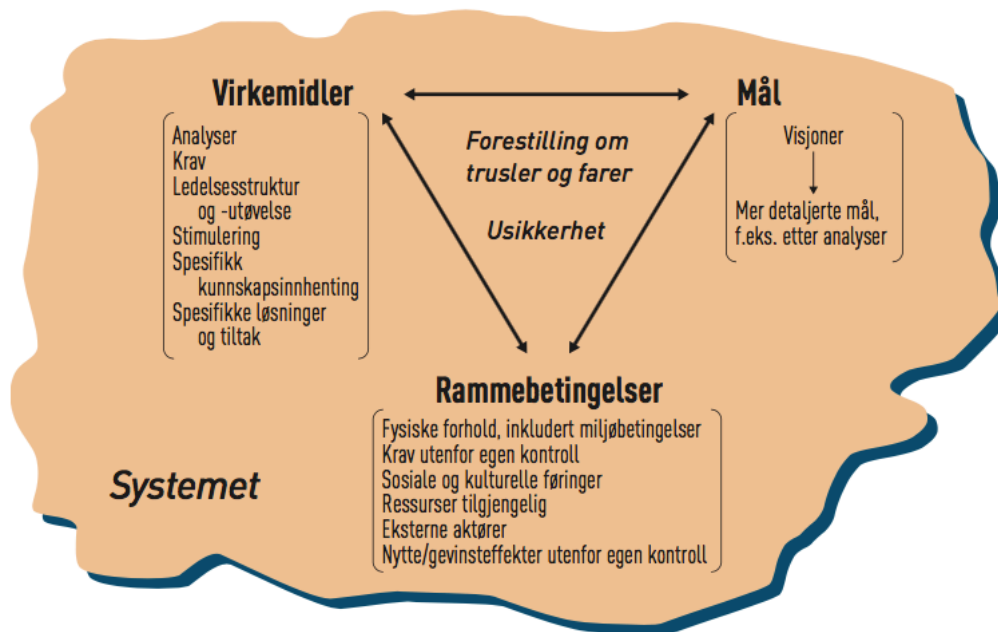 Virkemidler
Analyser
Krav
Ledelsesstruktur
og -utøvelse
Stimulering
Spesifikk
kunnskapsinnhenting
Spesifikke løsninger
og tiltak
Forestilling om
trusler og farer
Usikkerhet
Mål
Visjoner
Mer detaljerte mål,
f.eks. etter analyser
Rammebetingelser
Fysiske forhold, inkludert miljøbetingelser
Krav utenfor egen kontroll
Sosiale og kulturelle føringer
Ressurser tilgjengelig
Eksterne aktører
Nytte/gevinsteffekter utenfor egen kontroll
Systemet